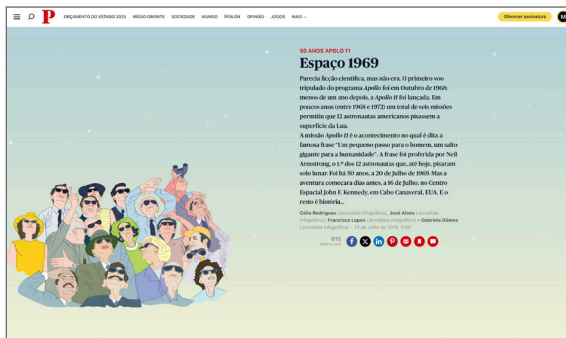 P ORÇAMENTO DO ESTADO 2025 MÉDIO ORIENTE SOCIEDADE MUNDO ÍPSILON OPINIÃO JOGOS MAIS Oferecer assinatura M
50 ANOS APOLO 11
Espaço 1969
Parecia ficção científica, mas não era. O primeiro voo
tripulado do programa Apollo foi em Outubro de 1968;
menos de um ano depois, a Apollo 11 foi lançada. Em
poucos anos (entre 1968 e 1972) um total de seis missões
permitiu que 12 astronautas americanos pisassem a
superfície da Lua.
A missão Apollo 11 é o acontecimento no qual é dita a
famosa frase "Um pequeno passo para o homem, um salto
gigante para a humanidade". A frase foi proferida por Neil
Armstrong, o 1.º dos 12 astronautas que, até hoje, pisaram
solo lunar. Foi há 50 anos, a 20 de julho de 1969. Mas a
aventura começara dias antes, a 16 de julho, no Centro
Espacial John F. Kennedy, em Cabo Canaveral, EUA. E o
resto é história...
Célia Rodrigues (Jornalista infográfica), José Alves (Jornalista
infográfico), Francisco Lopes (Jornalista infográfico) e Gabriela Gómez
(Jornalista infográfica) 14 de Julho de 2019
613
PARTILHAS